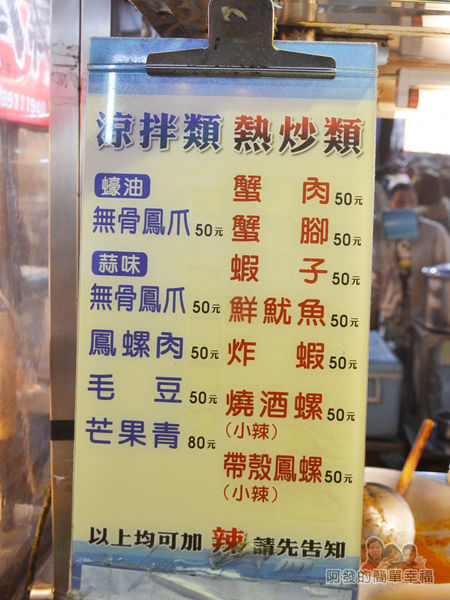 涼拌類
蠔油
無骨鳳爪 50元
蒜味
無骨鳳爪 50元
鳳螺肉 50元
毛豆 50元
芒果青 80元
熱炒類
蟹肉 50元
蟹腳 50元
蝦子 50元
鮮魷魚 50元
炸蝦 50元
燒酒螺 50元
(小辣)
帶殼鳳螺 50元
(小辣)
以上均可加 辣 請先告知
阿發的簡單幸福